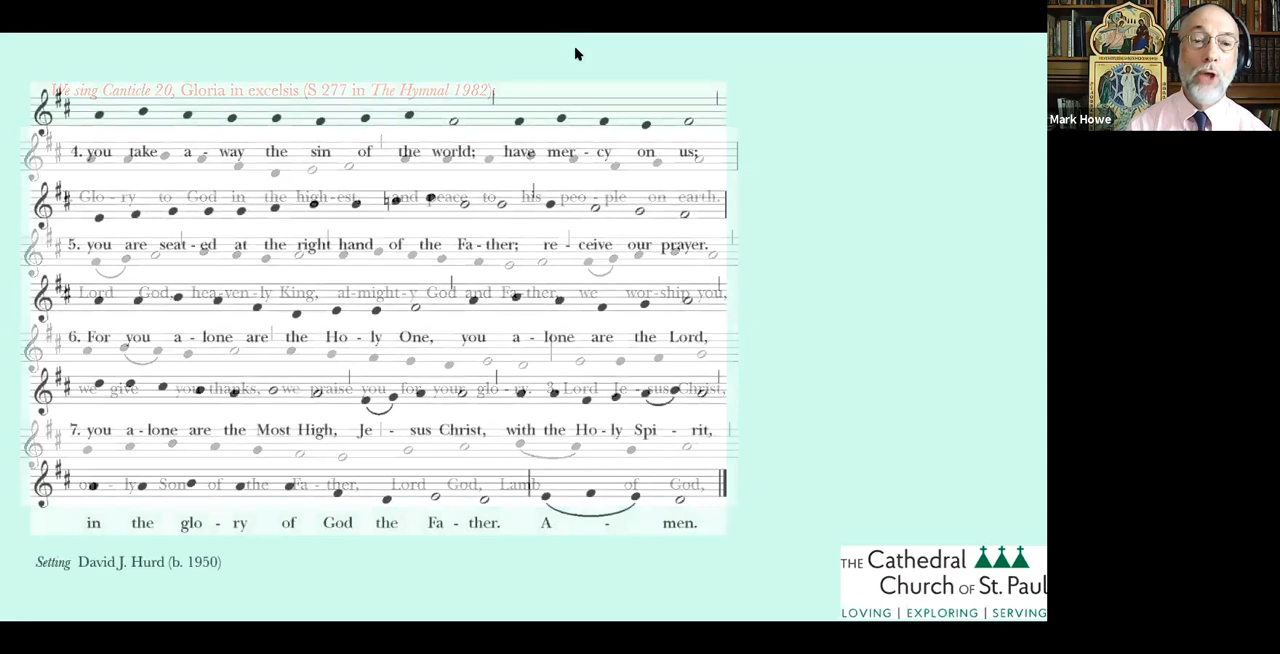 We sing Canticle 20, Gloria in excelsis (S 277 in The Hymnal 1982).
4. you take a - way the sin of the world; have mer - cy on us;
Glo - ry to God in the high - est, and peace to his peo - ple on earth.
5. you are seat - ed at the right hand of the Fa - ther; re - ceive our prayer.
Lord God, hea - ven - ly King, al - might - y God and Fa - ther, we wor - ship you,
6. For you a - lone are the Ho - ly One, you a - lone are the Lord,
we give you thanks, we praise you for your glo - ry. 3. Lord Je - sus Christ,
7. you a - lone are the Most High, Je - sus Christ, with the Ho - ly Spi - rit,
on - ly Son of the Fa - ther, Lord God, Lamb of God,
in the glo - ry of God the Fa - ther. A - men.
Setting David J. Hurd (b. 1950)
THE Cathedral
Church OF St. Paul
LOVING | EXPLORING | SERVING
Mark Howe